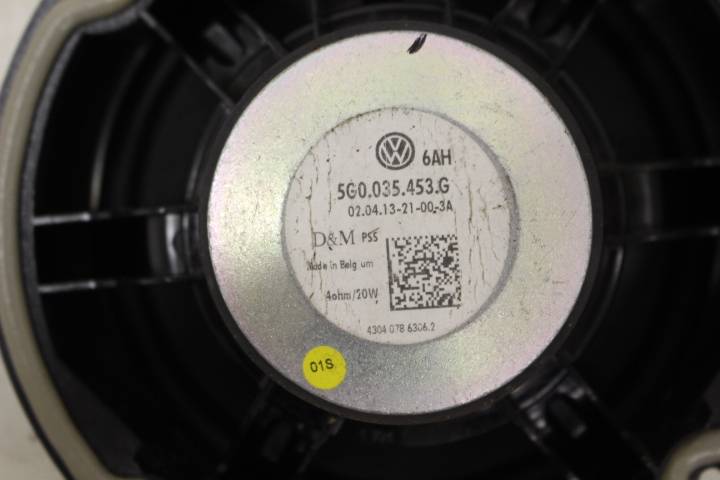 6AH
5G0.035.453.G
02.04.13-21-00-3A
D&M PSS
Made in Belgium
4ohm/20W
4304 078 6306.2
01S